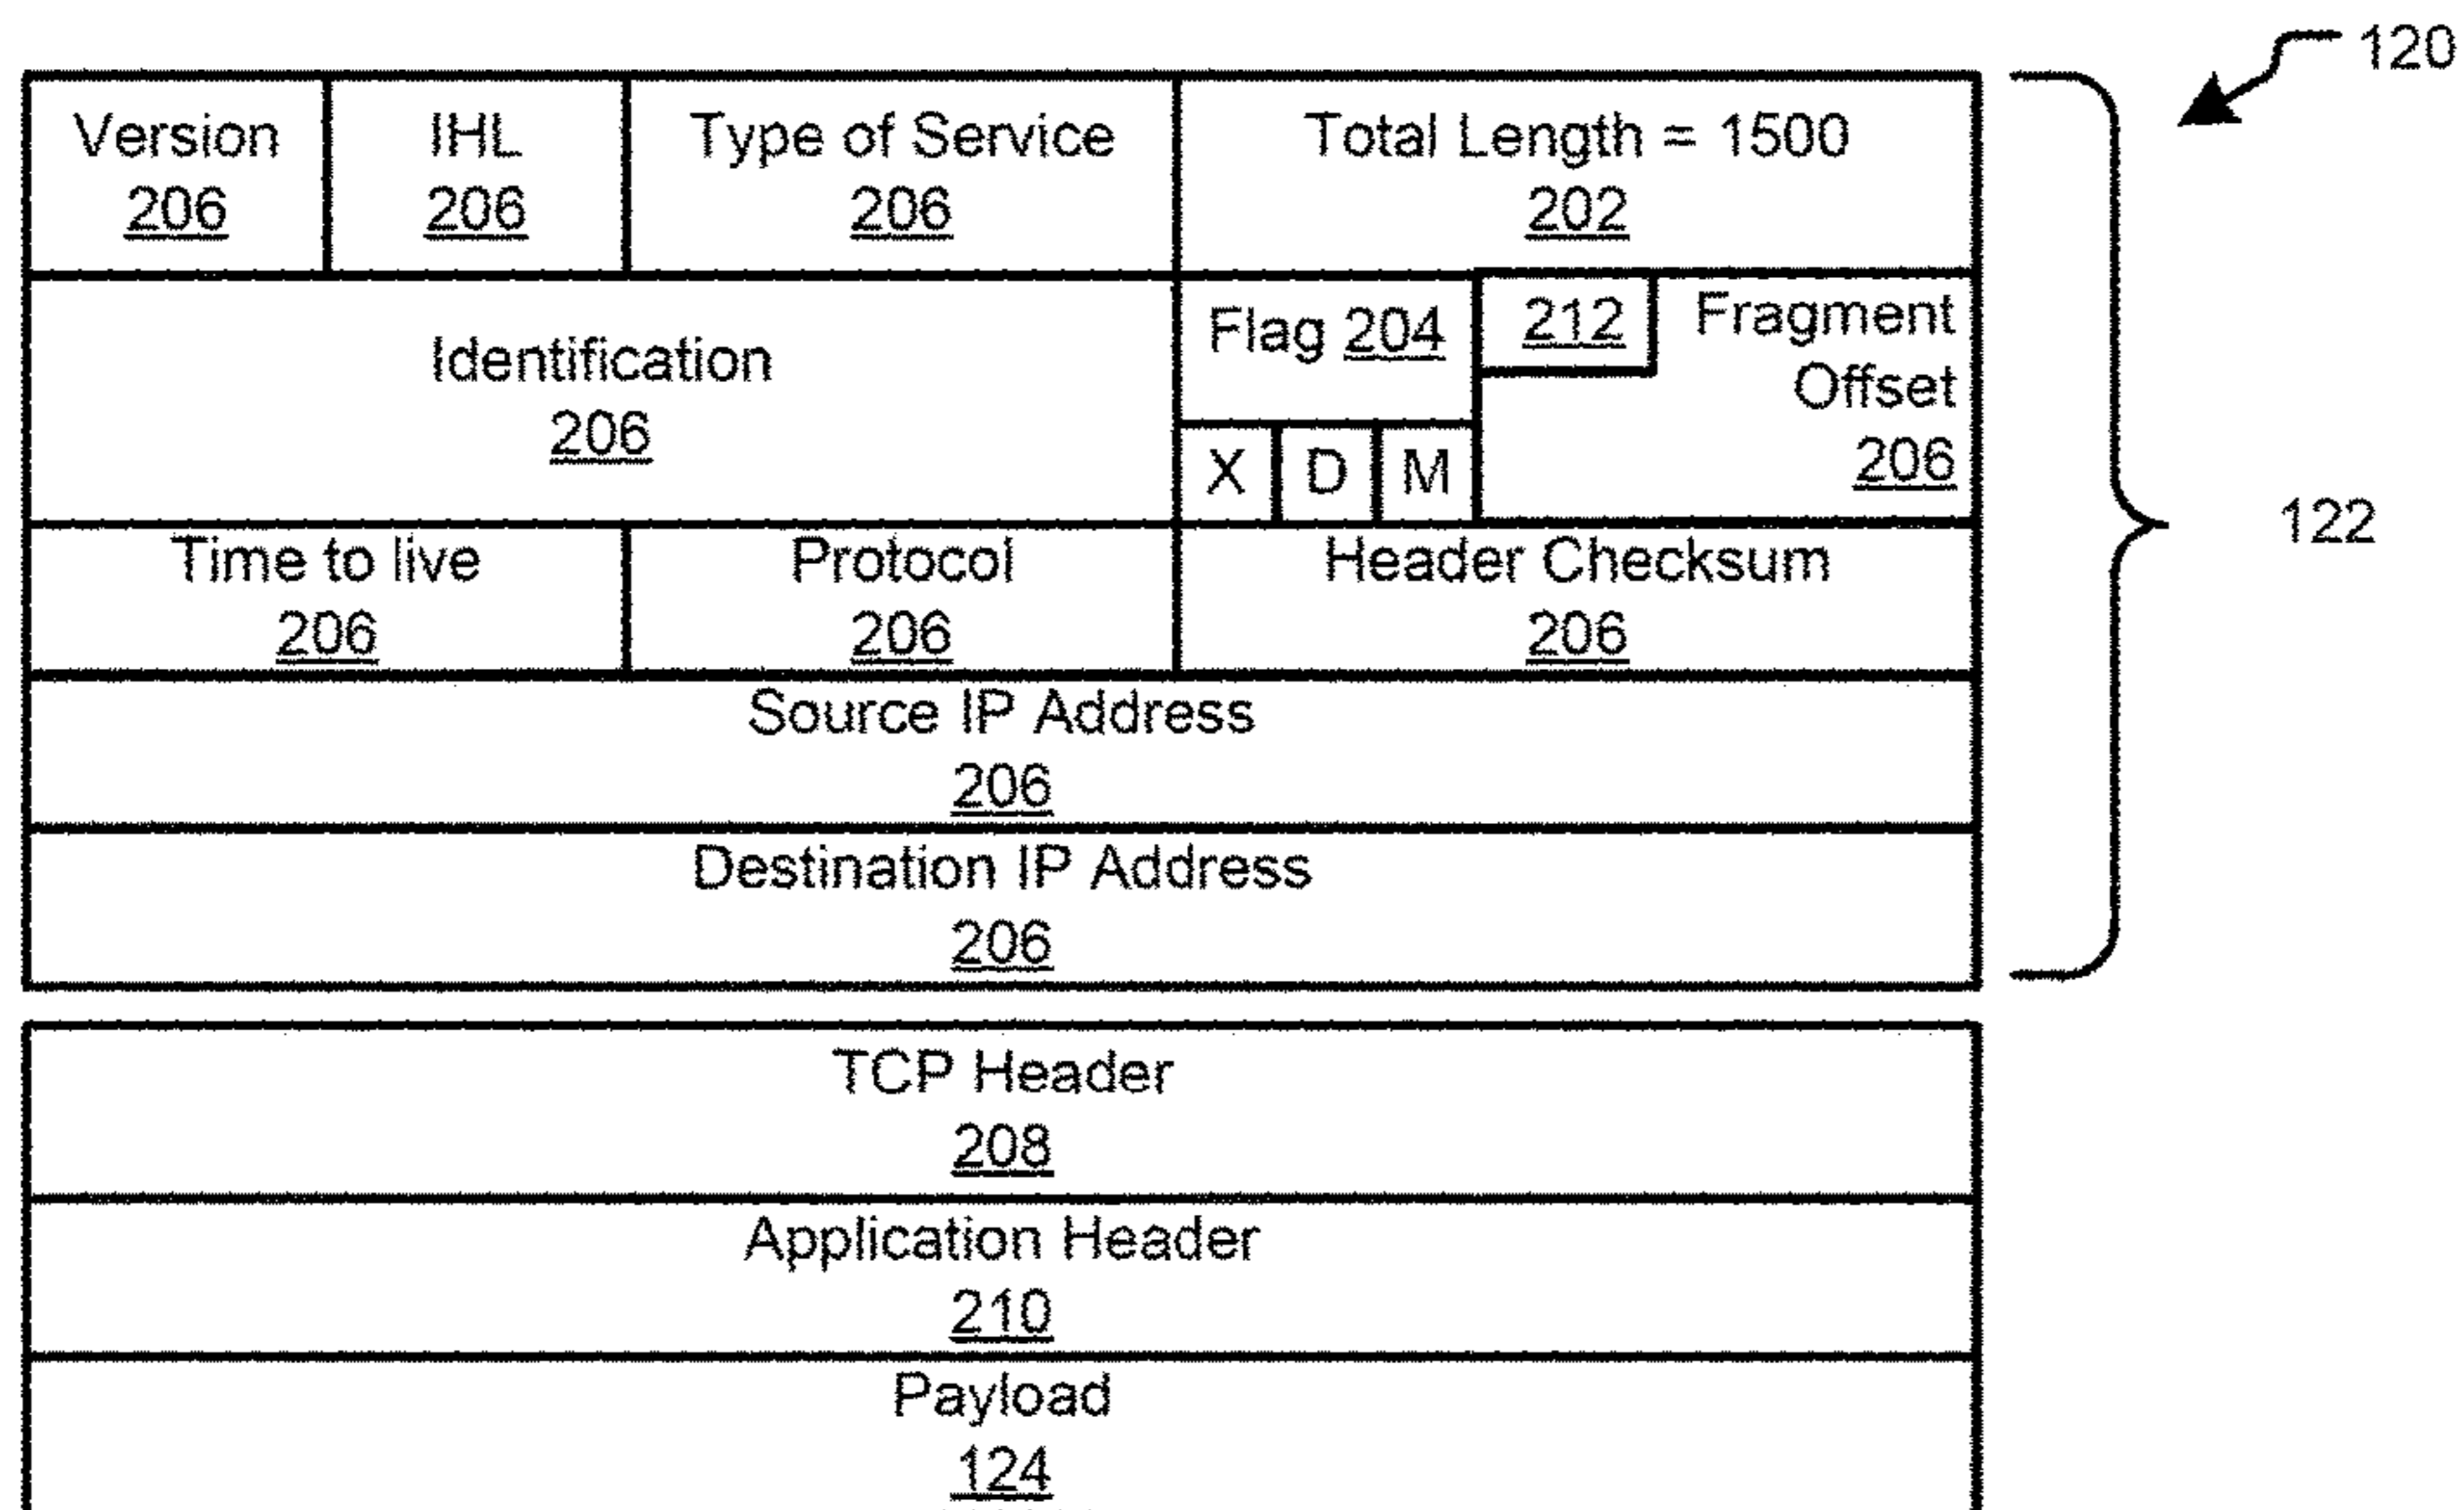 120
Version IHL Type of Service Total Length = 1500
206 206 206 202
Identification
206
Flag 204
212
Fragment
Offset
206
X D M
122
Time to live Protocol Header Checksum
206 206 206
Source IP Address
206
Destination IP Address
206
TCP Header
208
Application Header
210
Payload
124